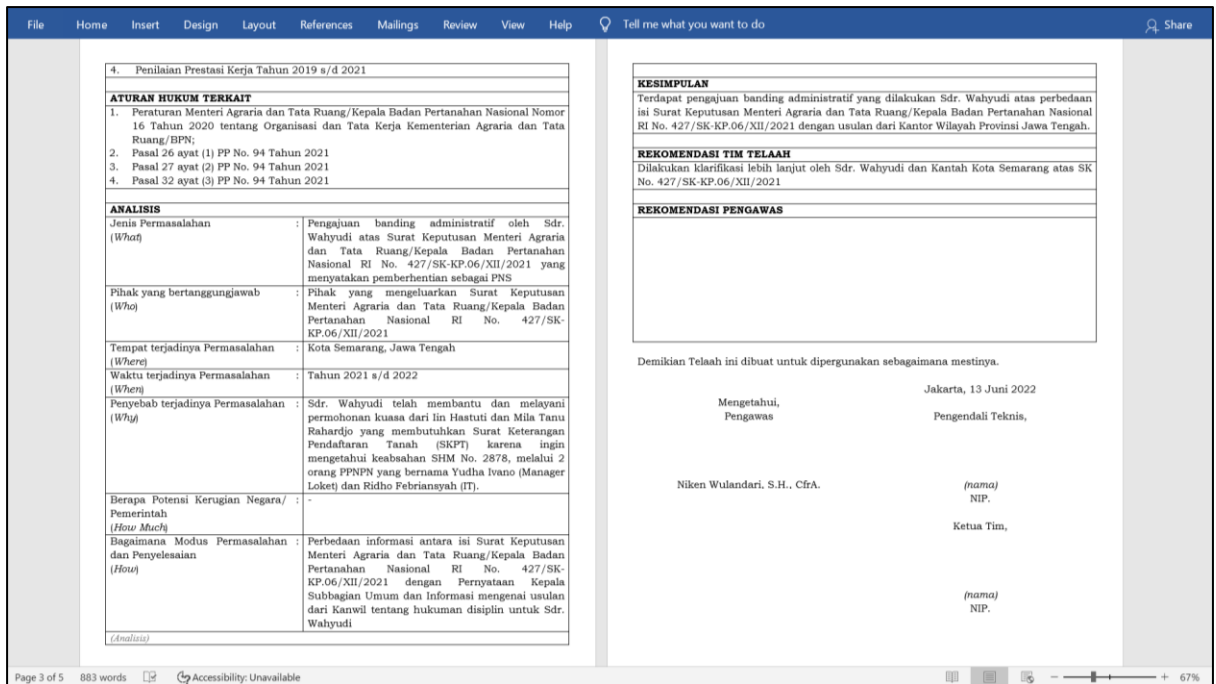 File Home Insert Design Layout References Mailings Review View Help Tell me what you want to do Share
4. Penilaian Prestasi Kerja Tahun 2019 s/d 2021
ATURAN HUKUM TERKAIT
1. Peraturan Menteri Agraria dan Tata Ruang/Kepala Badan Pertanahan Nasional Nomor
16 Tahun 2020 tentang Organisasi dan Tata Kerja Kementerian Agraria dan Tata
Ruang/BPN;
2. Pasal 26 ayat (1) PP No. 94 Tahun 2021
3. Pasal 27 ayat (2) PP No. 94 Tahun 2021
4. Pasal 32 ayat (3) PP No. 94 Tahun 2021
ANALISIS
Jenis Permasalahan
(What)
: Pengajuan banding administratif oleh Sdr.
Wahyudi atas Surat Keputusan Menteri Agraria
dan Tata Ruang/Kepala Badan Pertanahan
Nasional RI No. 427/SK-KP.06/XII/2021 yang
menyatakan pemberhentian sebagai PNS
Pihak yang bertanggungjawab
(Who)
: Pihak yang mengeluarkan Surat Keputusan
Menteri Agraria dan Tata Ruang/Kepala Badan
Pertanahan Nasional RI No. 427/SK-
KP.06/XII/2021
Tempat terjadinya Permasalahan
(Where)
: Kota Semarang, Jawa Tengah
Waktu terjadinya Permasalahan
(When)
: Tahun 2021 s/d 2022
Penyebab terjadinya Permasalahan
(Why)
: Sdr. Wahyudi telah membantu dan melayani
permohonan kuasa dari Iin Hastuti dan Mila Tanu
Rahardjo yang membutuhkan Surat Keterangan
Pendaftaran Tanah (SKPT) karena ingin
mengetahui keabsahan SHM No. 2878, melalui 2
orang PPNPN yang bernama Yudha Ivano (Manager
Loket) dan Ridho Febriansyah (IT).
Berapa Potensi Kerugian Negara/
Pemerintah
(How Much)
: -
Bagaimana Modus Permasalahan
dan Penyelesaian
(How)
: Perbedaan informasi antara isi Surat Keputusan
Menteri Agraria dan Tata Ruang/Kepala Badan
Pertanahan Nasional RI No. 427/SK-
KP.06/XII/2021 dengan Pernyataan Kepala
Subbagian Umum dan Informasi mengenai usulan
dari Kanwil tentang hukuman disiplin untuk Sdr.
Wahyudi
(Analisis)
KESIMPULAN
Terdapat pengajuan banding administratif yang dilakukan Sdr. Wahyudi atas perbedaan
isi Surat Keputusan Menteri Agraria dan Tata Ruang/Kepala Badan Pertanahan Nasional
RI No. 427/SK-KP.06/XII/2021 dengan usulan dari Kantor Wilayah Provinsi Jawa Tengah.
REKOMENDASI TIM TELAAH
Dilakukan klarifikasi lebih lanjut oleh Sdr. Wahyudi dan Kantah Kota Semarang atas SK
No. 427/SK-KP.06/XII/2021
REKOMENDASI PENGAWAS
Demikian Telaah ini dibuat untuk dipergunakan sebagaimana mestinya.
Jakarta, 13 Juni 2022
Mengetahui,
Pengawas
Pengendali Teknis,
Niken Wulandari, S.H., CfrA.
(nama)
NIP.
Ketua Tim,
(nama)
NIP.
Page 3 of 5 883 words Accessibility: Unavailable 67%